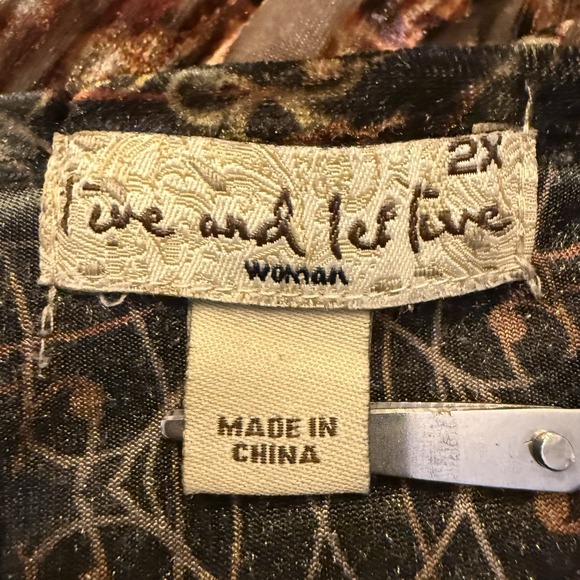 2X
live and let live
woman
MADE IN
CHINA